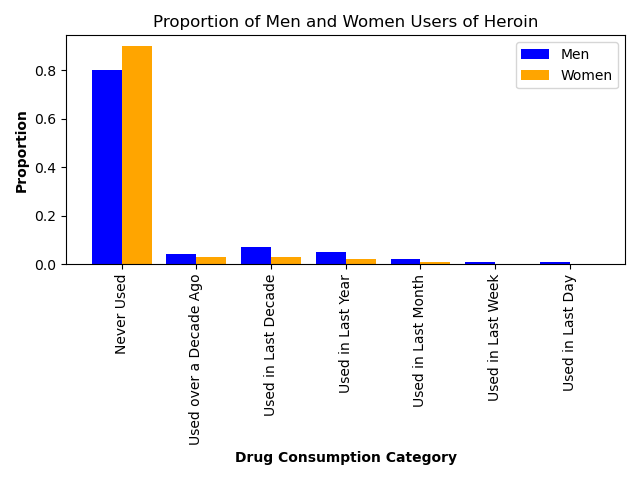 Proportion of Men and Women Users of Heroin
Men
Women
Proportion
0.8
0.6
0.4
0.2
0.0
Never Used
Used over a Decade Ago
Used in Last Decade
Used in Last Year
Used in Last Month
Used in Last Week
Used in Last Day
Drug Consumption Category